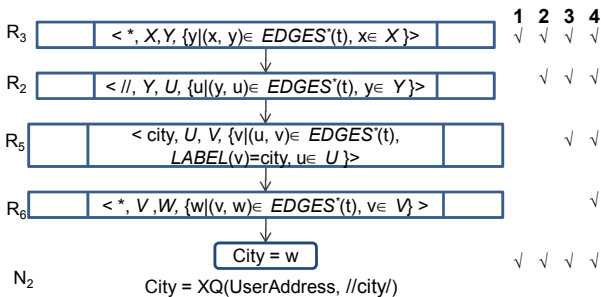 1 2 3 4
R3 < *, X,Y, {y|(x, y)∈ EDGES*(t), x∈ X }> √ √ √ √
R2 < //, Y, U, {u|(y, u)∈ EDGES*(t), y∈ Y }> √ √ √
R5 < city, U, V, {v|(u, v)∈ EDGES*(t),
LABEL(v)=city, u∈ U }> √ √
R6 < *, V ,W, {w|(v, w)∈ EDGES*(t), v∈ V} > √
City = w √ √ √ √
N2 City = XQ(UserAddress, //city/)